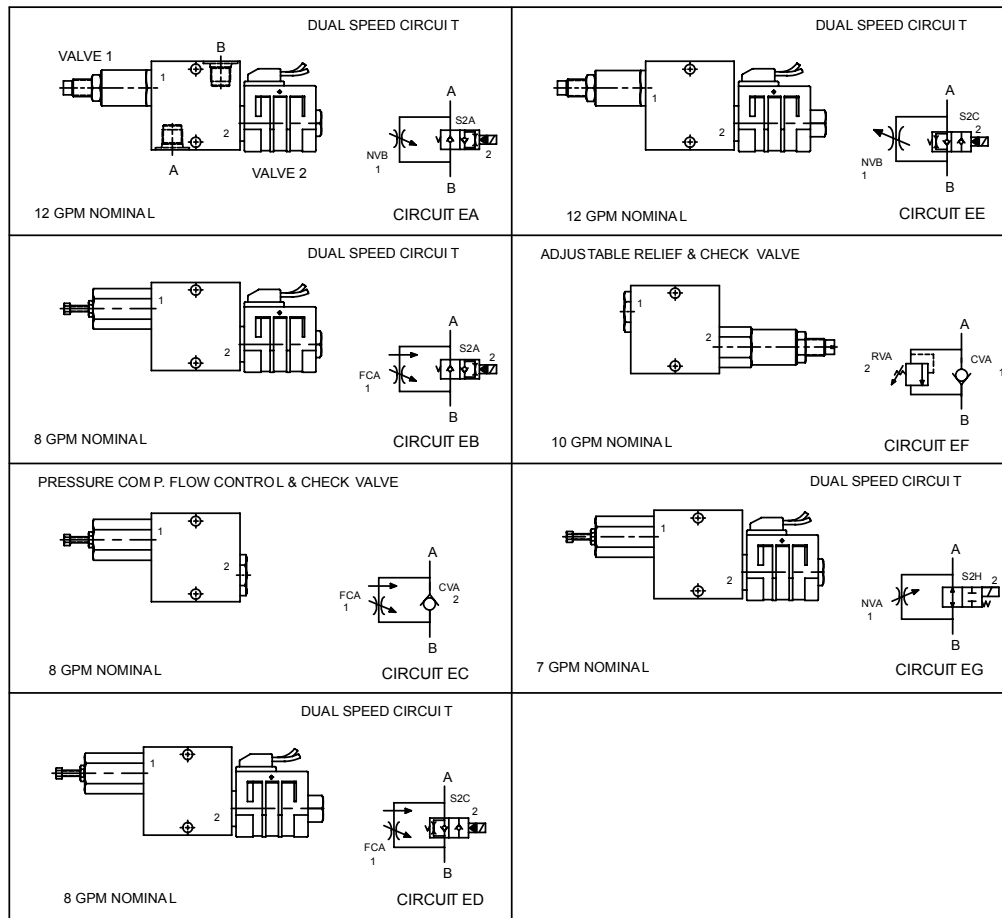 DUAL SPEED CIRCUIT
VALVE 1
B
1
2
A
VALVE 2
A
S2A
2
NVB
1
B
12 GPM NOMINAL
CIRCUIT EA
DUAL SPEED CIRCUIT
1
2
A
S2C
2
NVB
1
B
12 GPM NOMINAL
CIRCUIT EE
DUAL SPEED CIRCUIT
1
2
A
S2A
2
FCA
1
B
8 GPM NOMINAL
CIRCUIT EB
ADJUSTABLE RELIEF & CHECK VALVE
1
2
A
RVA
2
CVA
1
B
10 GPM NOMINAL
CIRCUIT EF
PRESSURE COMP. FLOW CONTROL & CHECK VALVE
1
2
A
CVA
2
FCA
1
B
8 GPM NOMINAL
CIRCUIT EC
DUAL SPEED CIRCUIT
1
2
A
S2H
2
NVA
1
B
7 GPM NOMINAL
CIRCUIT EG
DUAL SPEED CIRCUIT
1
2
A
S2C
2
FCA
1
B
8 GPM NOMINAL
CIRCUIT ED